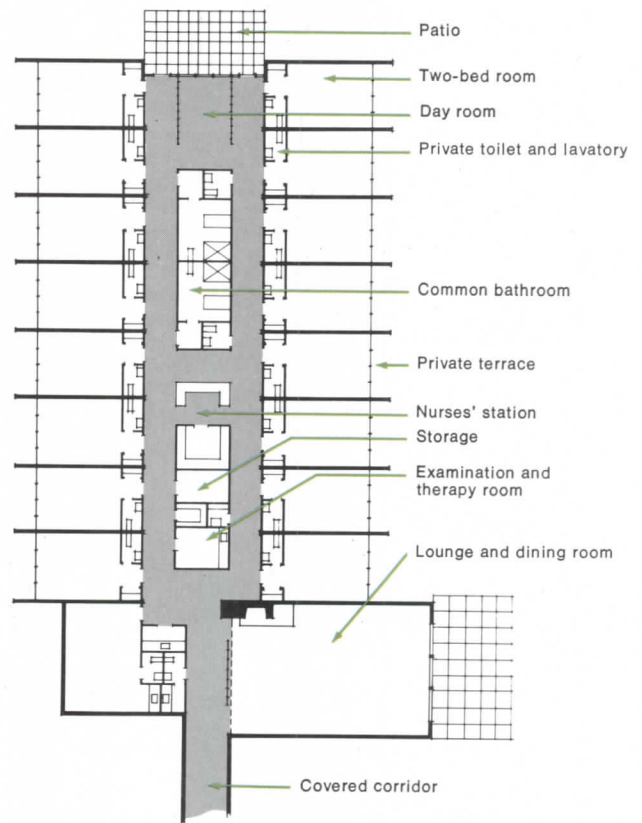 Patio
Two-bed room
Day room
Private toilet and lavatory
Common bathroom
Private terrace
Nurses' station
Storage
Examination and
therapy room
Lounge and dining room
Covered corridor